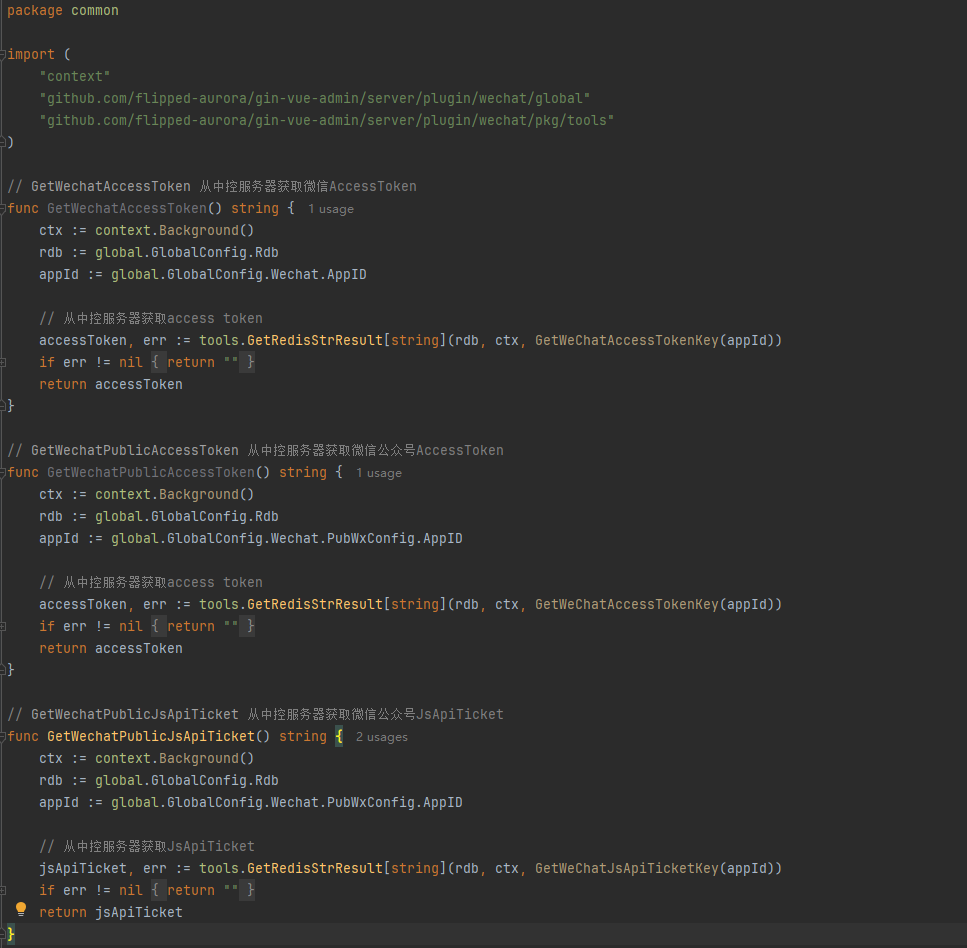 package common
import (
"context"
"github.com/flipped-aurora/gin-vue-admin/server/plugin/wechat/global"
"github.com/flipped-aurora/gin-vue-admin/server/plugin/wechat/pkg/tools"
)
// GetWechatAccessToken 从中控服务器获取微信AccessToken
func GetWechatAccessToken() string { 1 usage
ctx := context.Background()
rdb := global.GlobalConfig.Rdb
appId := global.GlobalConfig.Wechat.AppID
// 从中控服务器获取access token
accessToken, err := tools.GetRedisStrResult[string](rdb, ctx, GetWeChatAccessTokenKey(appId))
if err != nil { return "" }
return accessToken
}
// GetWechatPublicAccessToken 从中控服务器获取微信公众号AccessToken
func GetWechatPublicAccessToken() string { 1 usage
ctx := context.Background()
rdb := global.GlobalConfig.Rdb
appId := global.GlobalConfig.Wechat.PubWxConfig.AppID
// 从中控服务器获取access token
accessToken, err := tools.GetRedisStrResult[string](rdb, ctx, GetWeChatAccessTokenKey(appId))
if err != nil { return "" }
return accessToken
}
// GetWechatPublicJsApiTicket 从中控服务器获取微信公众号JsApiTicket
func GetWechatPublicJsApiTicket() string { 2 usages
ctx := context.Background()
rdb := global.GlobalConfig.Rdb
appId := global.GlobalConfig.Wechat.PubWxConfig.AppID
// 从中控服务器获取JsApiTicket
jsApiTicket, err := tools.GetRedisStrResult[string](rdb, ctx, GetWeChatJsApiTicketKey(appId))
if err != nil { return "" }
return jsApiTicket
}